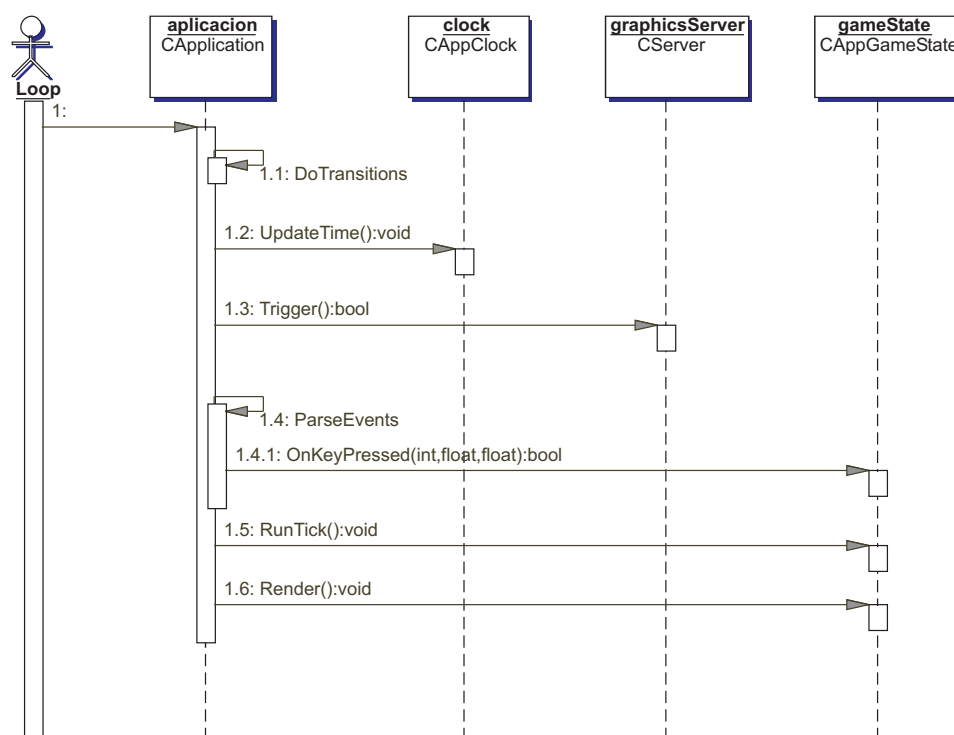 aplicacion
CApplication
clock
CAppClock
graphicsServer
CServer
gameState
CAppGameState
Loop
1:
1.1: DoTransitions
1.2: UpdateTime():void
1.3: Trigger():bool
1.4: ParseEvents
1.4.1: OnKeyPressed(int,float,float):bool
1.5: RunTick():void
1.6: Render():void